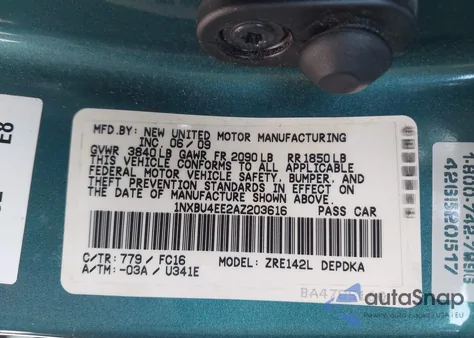 MFD.BY: NEW UNITED MOTOR MANUFACTURING
INC. 06/09
GVWR 3840LB GAWR FR 2090LB RR 1850LB
THIS VEHICLE CONFORMS TO ALL APPLICABLE
FEDERAL MOTOR VEHICLE SAFETY, BUMPER, AND
THEFT PREVENTION STANDARDS IN EFFECT ON
THE DATE OF MANUFACTURE SHOWN ABOVE.
1NXBU4EE2AZ203616 PASS CAR
C/TR: 779/FC16 MODEL: ZRE142L DEPDKA
A/TM: -03A/U341E
E8
autoSnap